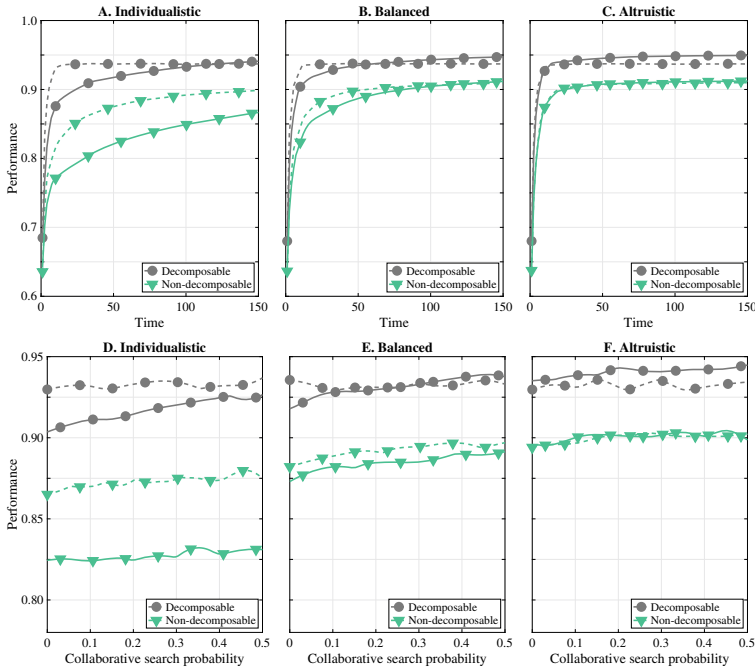 A. Individualistic
B. Balanced
C. Altruistic
Performance
1.0
0.9
0.8
0.7
0.6
0
50
100
150
Time
Decomposable
Non-decomposable
0
50
100
150
Time
Decomposable
Non-decomposable
0
50
100
150
Time
Decomposable
Non-decomposable
D. Individualistic
E. Balanced
F. Altruistic
Performance
0.95
0.90
0.85
0.80
0
0.1
0.2
0.3
0.4
0.5
Collaborative search probability
Decomposable
Non-decomposable
0
0.1
0.2
0.3
0.4
0.5
Collaborative search probability
Decomposable
Non-decomposable
0
0.1
0.2
0.3
0.4
0.5
Collaborative search probability
Decomposable
Non-decomposable